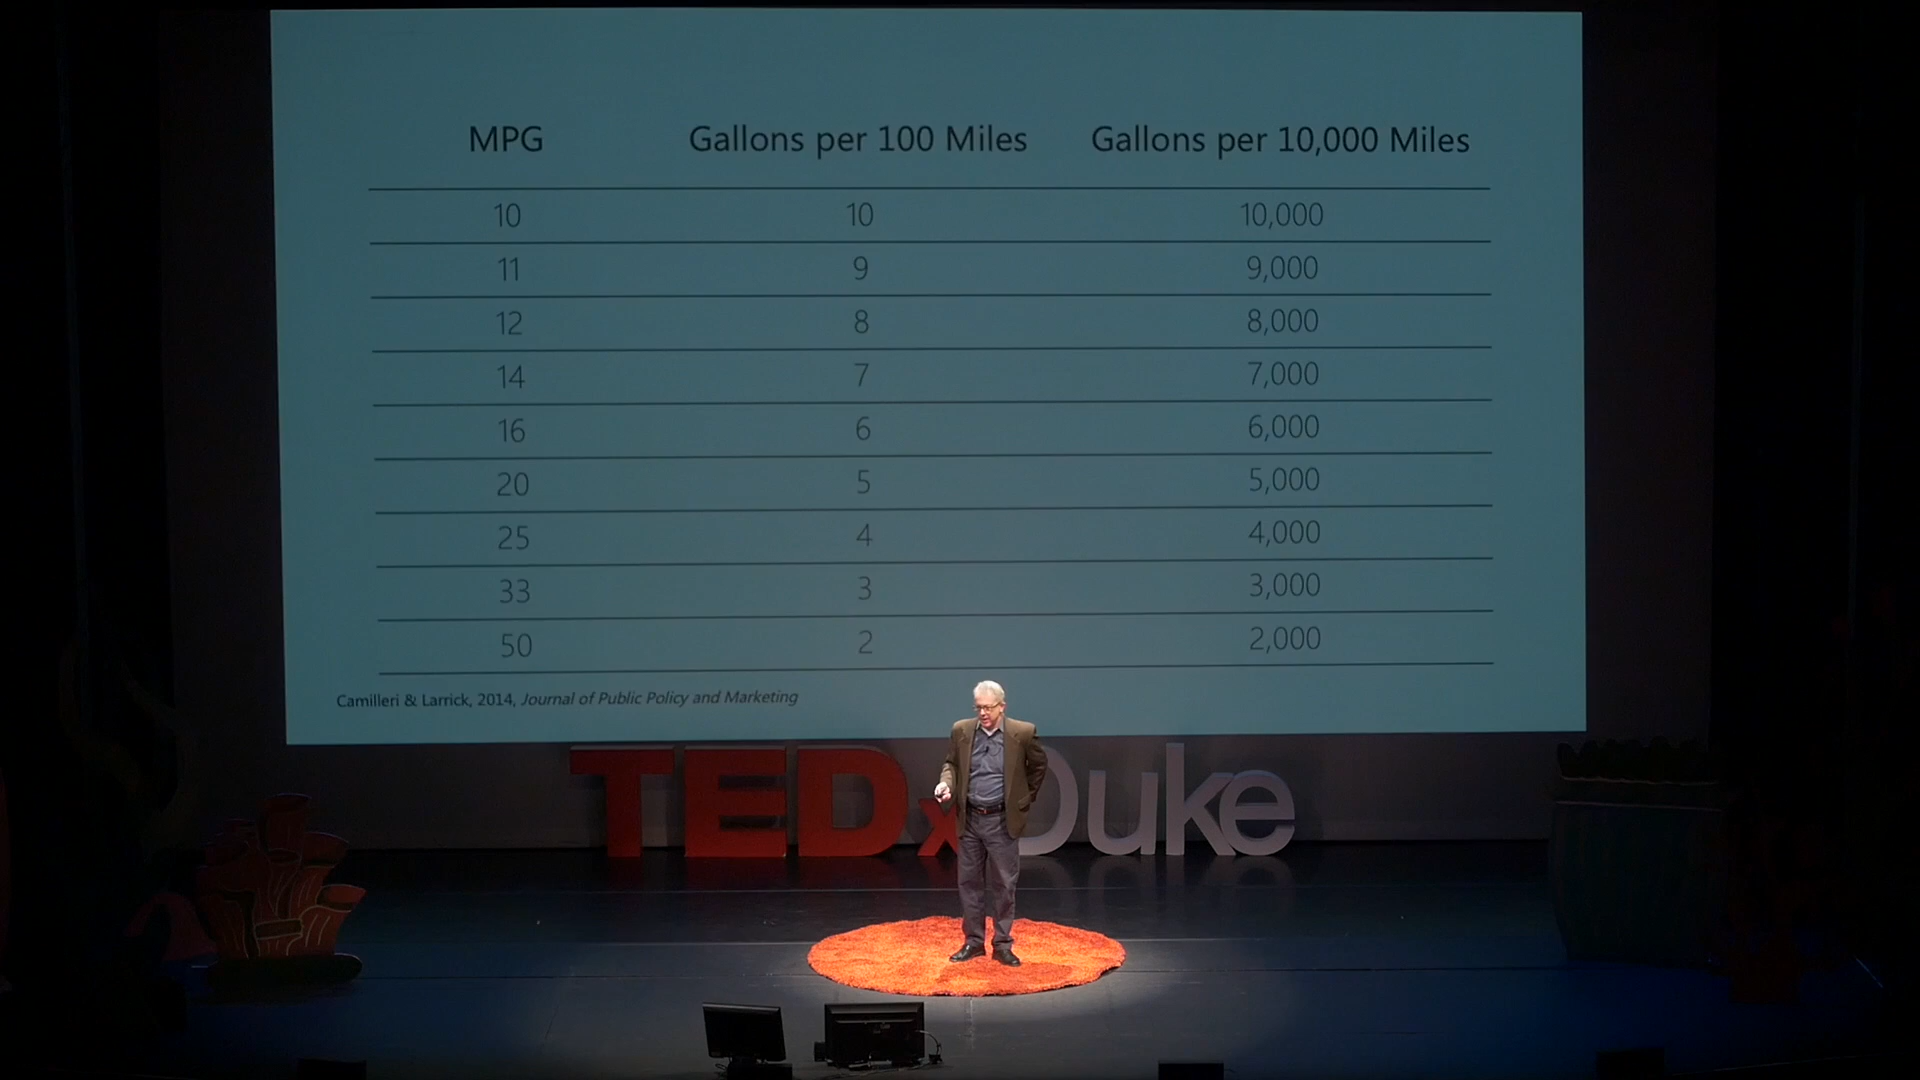 MPG Gallons per 100 Miles Gallons per 10,000 Miles
10 10 10,000
11 9 9,000
12 8 8,000
14 7 7,000
16 6 6,000
20 5 5,000
25 4 4,000
33 3 3,000
50 2 2,000
Camilleri & Larrick, 2014, Journal of Public Policy and Marketing
TEDxDuke